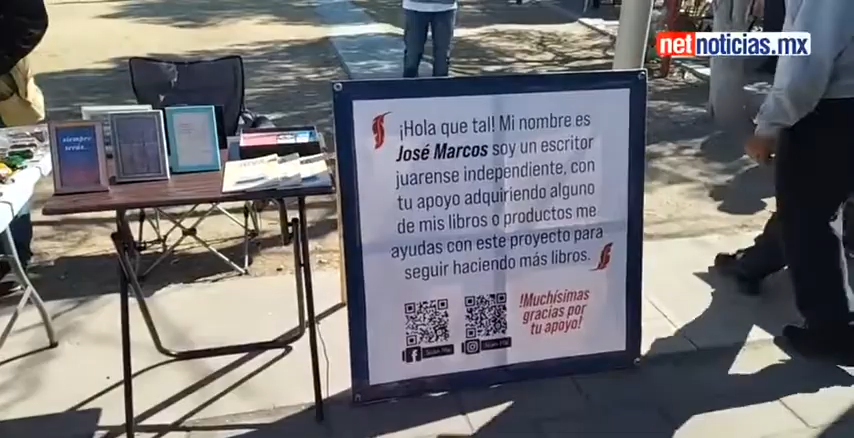 netnoticias.mx
siempre
serás...
¡Hola que tal! Mi nombre es
José Marcos soy un escritor
juarense independiente, con
tu apoyo adquiriendo alguno
de mis libros o productos me
ayudas con este proyecto para
seguir haciendo más libros.
!Muchísimas
gracias por
tu apoyo!